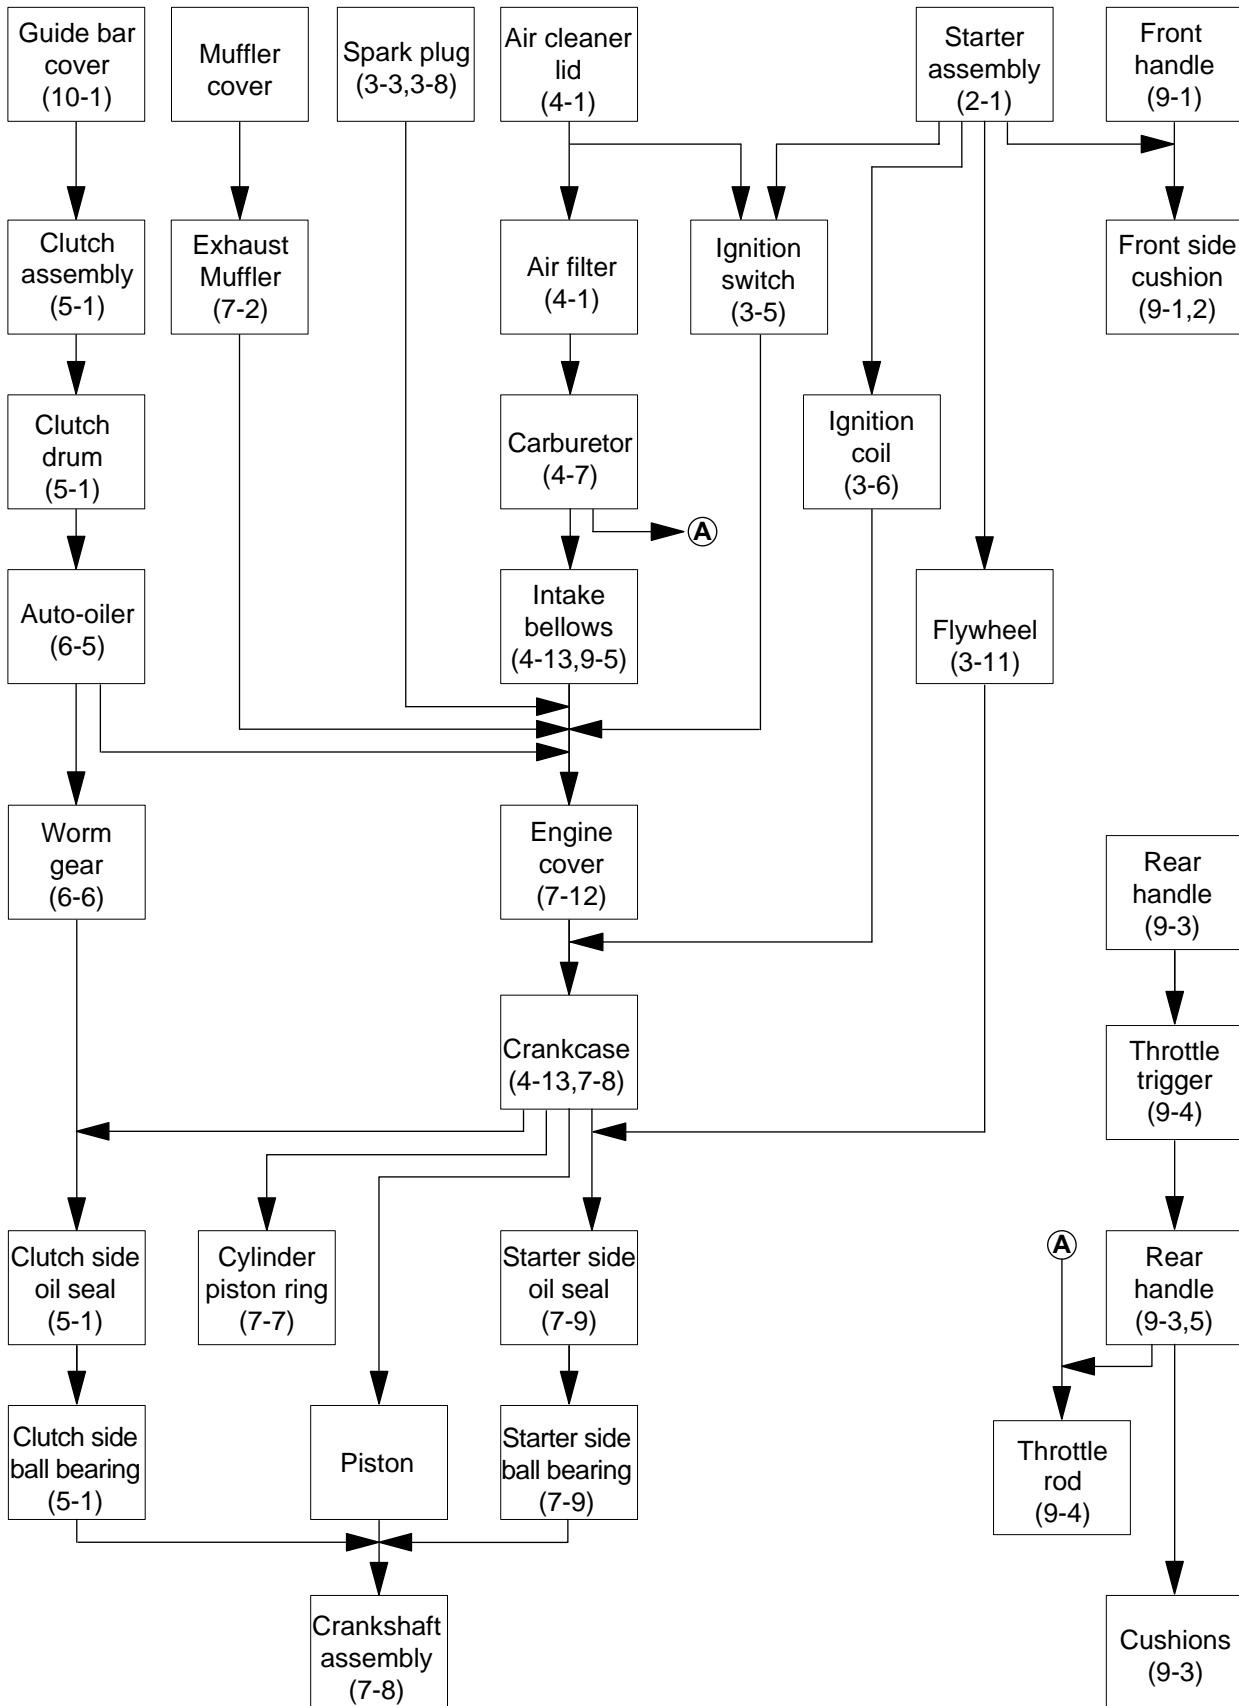 Guide bar
cover
(10-1)
Muffler
cover
Spark plug
(3-3,3-8)
Air cleaner
lid
(4-1)
Starter
assembly
(2-1)
Front
handle
(9-1)
Clutch
assembly
(5-1)
Exhaust
Muffler
(7-2)
Air filter
(4-1)
Ignition
switch
(3-5)
Front side
cushion
(9-1,2)
Clutch
drum
(5-1)
Carburetor
(4-7)
Ignition
coil
(3-6)
A
Auto-oiler
(6-5)
Intake
bellows
(4-13,9-5)
Flywheel
(3-11)
Worm
gear
(6-6)
Engine
cover
(7-12)
Rear
handle
(9-3)
Crankcase
(4-13,7-8)
Throttle
trigger
(9-4)
Clutch side
oil seal
(5-1)
Cylinder
piston ring
(7-7)
Starter side
oil seal
(7-9)
A
Rear
handle
(9-3,5)
Clutch side
ball bearing
(5-1)
Piston
Starter side
ball bearing
(7-9)
Throttle
rod
(9-4)
Crankshaft
assembly
(7-8)
Cushions
(9-3)